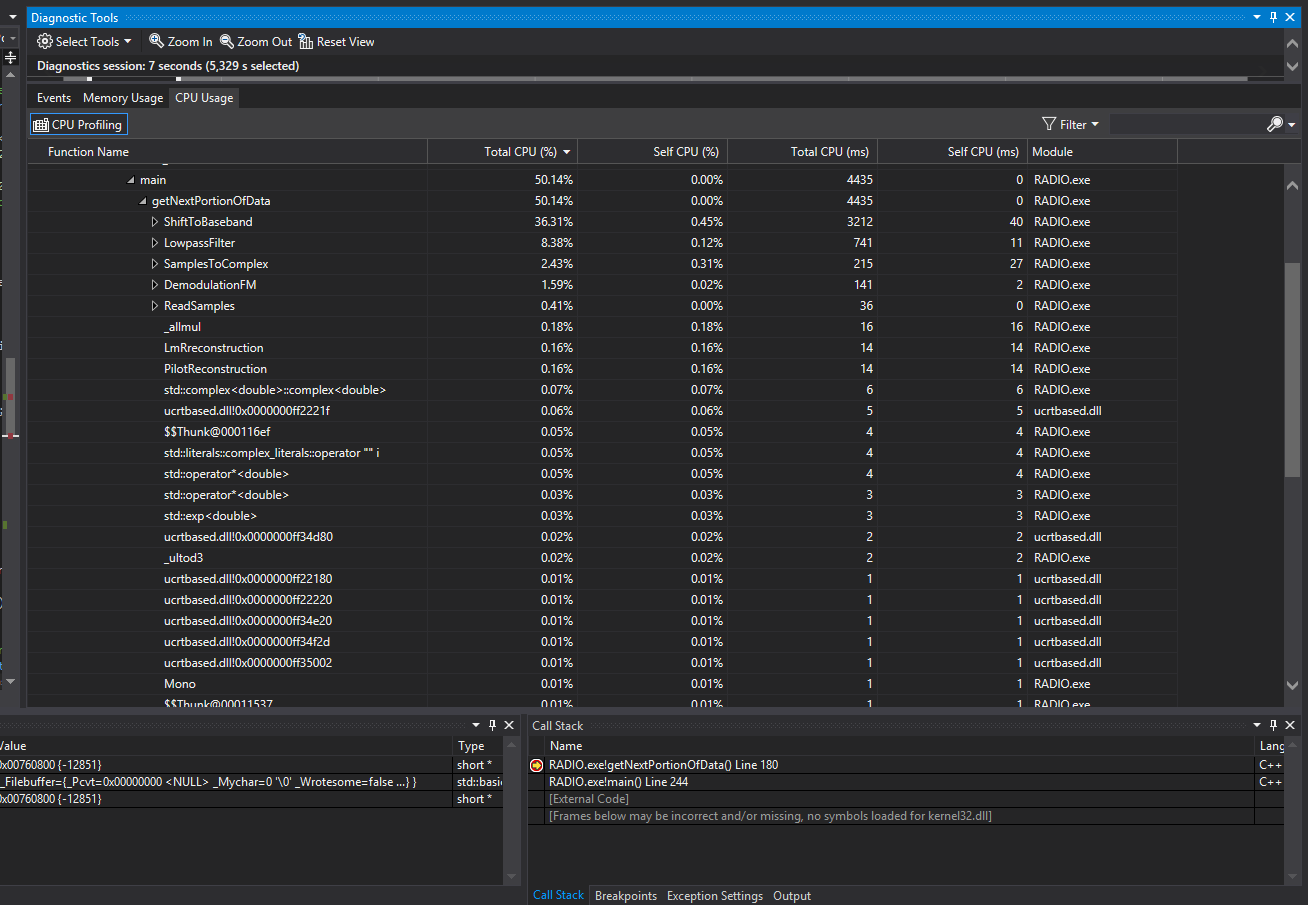 Diagnostic Tools
Select Tools Zoom In Zoom Out Reset View
Diagnostics session: 7 seconds (5,329 s selected)
Events Memory Usage CPU Usage
CPU Profiling Filter
Function Name Total CPU (%) Self CPU (%) Total CPU (ms) Self CPU (ms) Module
main 50.14% 0.00% 4435 0 RADIO.exe
getNextPortionOfData 50.14% 0.00% 4435 0 RADIO.exe
ShiftToBaseband 36.31% 0.45% 3212 40 RADIO.exe
LowpassFilter 8.38% 0.12% 741 11 RADIO.exe
SamplesToComplex 2.43% 0.31% 215 27 RADIO.exe
DemodulationFM 1.59% 0.02% 141 2 RADIO.exe
ReadSamples 0.41% 0.00% 36 0 RADIO.exe
_allmul 0.18% 0.18% 16 16 RADIO.exe
LmRreconstruction 0.16% 0.16% 14 14 RADIO.exe
PilotReconstruction 0.16% 0.16% 14 14 RADIO.exe
std::complex<double>::complex<double> 0.07% 0.07% 6 6 RADIO.exe
ucrtbased.dll!0x0000000ff2221f 0.06% 0.06% 5 5 ucrtbased.dll
$$Thunk@000116ef 0.05% 0.05% 4 4 RADIO.exe
std::literals::complex_literals::operator "" i 0.05% 0.05% 4 4 RADIO.exe
std::operator*<double> 0.05% 0.05% 4 4 RADIO.exe
std::operator*<double> 0.03% 0.03% 3 3 RADIO.exe
std::exp<double> 0.03% 0.03% 3 3 RADIO.exe
ucrtbased.dll!0x0000000ff34d80 0.02% 0.02% 2 2 ucrtbased.dll
_ultod3 0.02% 0.02% 2 2 RADIO.exe
ucrtbased.dll!0x0000000ff22180 0.01% 0.01% 1 1 ucrtbased.dll
ucrtbased.dll!0x0000000ff22220 0.01% 0.01% 1 1 ucrtbased.dll
ucrtbased.dll!0x0000000ff34e20 0.01% 0.01% 1 1 ucrtbased.dll
ucrtbased.dll!0x0000000ff34f2d 0.01% 0.01% 1 1 ucrtbased.dll
ucrtbased.dll!0x0000000ff35002 0.01% 0.01% 1 1 ucrtbased.dll
Mono 0.01% 0.01% 1 1 RADIO.exe
$$Thunk@00011537 0.01% 0.01% 1 1 RADIO.exe
Value Type
0x00760800 {-12851} short *
_Filebuffer={_Pcvt=0x00000000 <NULL> _Mychar=0 '\0' _Wrotesome=false ...} } std::basic
0x00760800 {-12851} short *
Call Stack
Name Lang
RADIO.exe!getNextPortionOfData() Line 180 C++
RADIO.exe!main() Line 244 C++
[External Code]
[Frames below may be incorrect and/or missing, no symbols loaded for kernel32.dll]
Call Stack Breakpoints Exception Settings Output